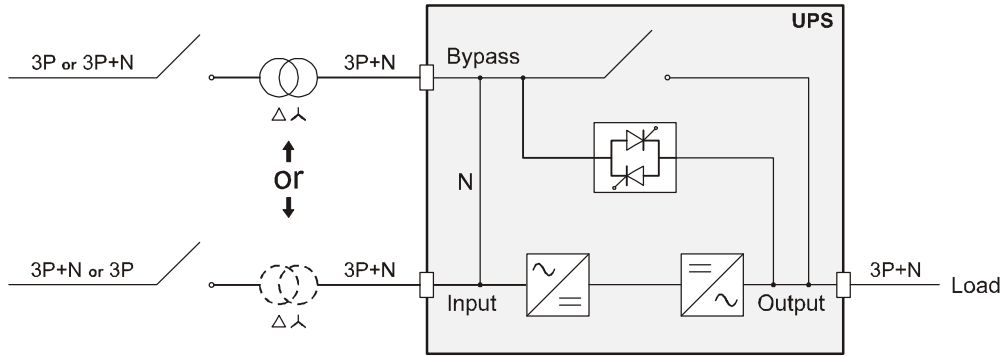 UPS
3P or 3P+N
3P+N
Bypass
or
N
3P+N or 3P
3P+N
Input
Output
3P+N
Load